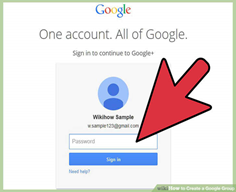 Google
One account. All of Google.
Sign in to continue to Google+
Wikihow Sample
w.sample123@gmail.com
Password
Sign in
Need help?
wikiHow to Create a Google Group